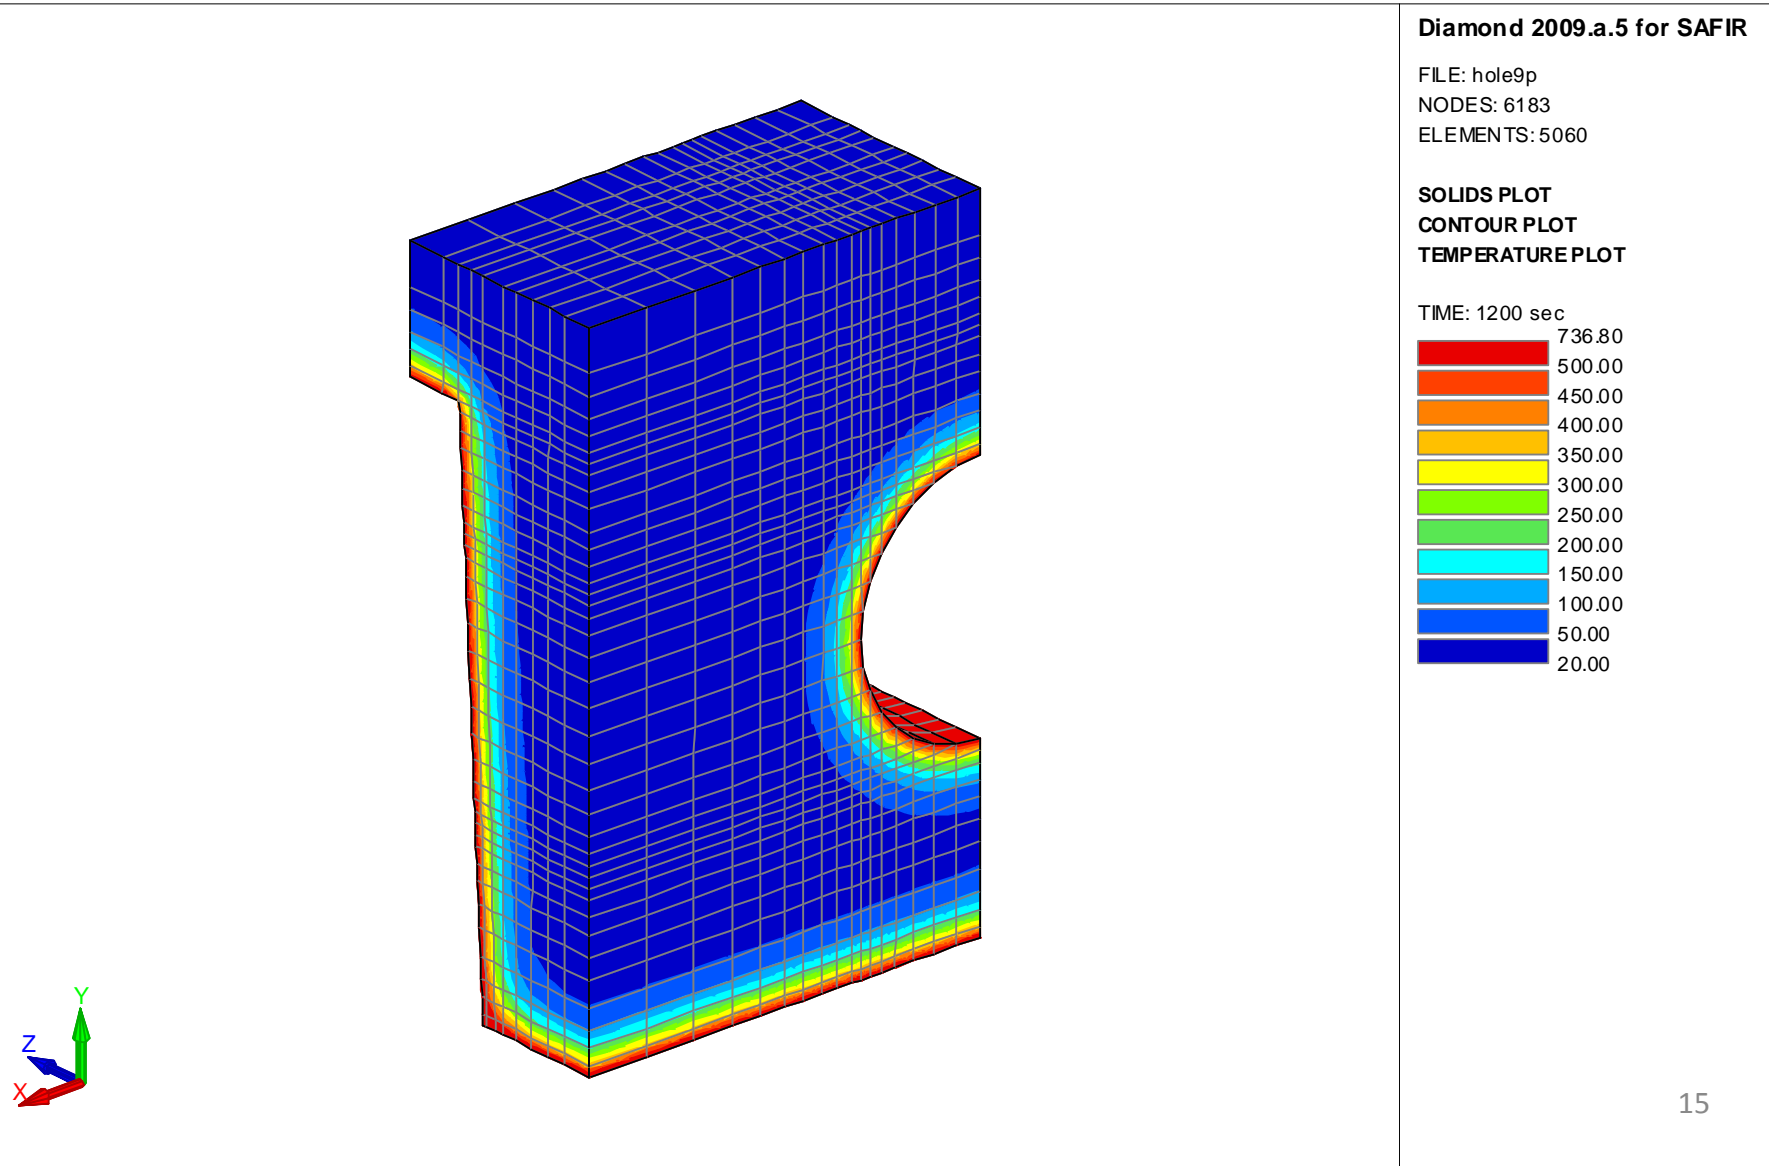 Diamond 2009.a.5 for SAFIR
FILE: hole9p
NODES: 6183
ELEMENTS: 5060
SOLIDS PLOT
CONTOUR PLOT
TEMPERATURE PLOT
TIME: 1200 sec
736.80
500.00
450.00
400.00
350.00
300.00
250.00
200.00
150.00
100.00
50.00
20.00
Y
Z
X
15